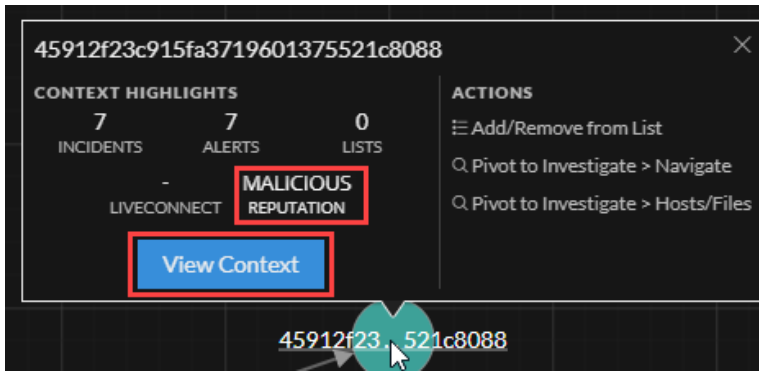 45912f23c915fa3719601375521c8088
CONTEXT HIGHLIGHTS
7 7 0
INCIDENTS ALERTS LISTS
- MALICIOUS
LIVECONNECT REPUTATION
View Context
ACTIONS
Add/Remove from List
Pivot to Investigate > Navigate
Pivot to Investigate > Hosts/Files
45912f23... 521c8088